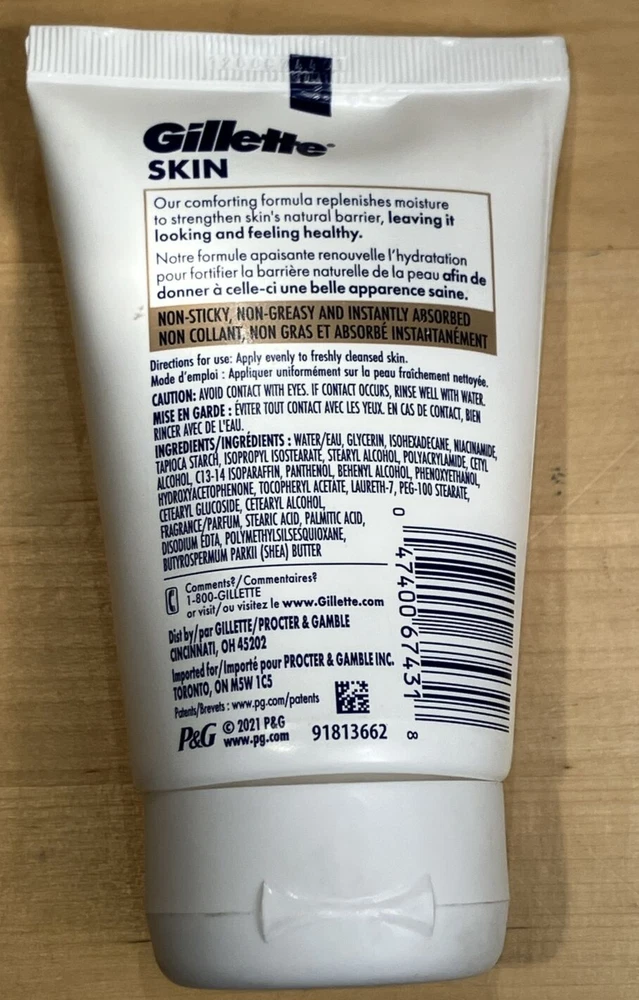 Gillette
SKIN
Our comforting formula replenishes moisture
to strengthen skin's natural barrier, leaving it
looking and feeling healthy.
Notre formule apaisante renouvelle l'hydratation
pour fortifier la barrière naturelle de la peau afin de
donner à celle-ci une belle apparence saine.
NON-STICKY, NON-GREASY AND INSTANTLY ABSORBED
NON COLLANT, NON GRAS ET ABSORBÉ INSTANTANÉMENT
Directions for use: Apply evenly to freshly cleansed skin.
Mode d'emploi : Appliquer uniformément sur la peau fraîchement nettoyée.
CAUTION: AVOID CONTACT WITH EYES. IF CONTACT OCCURS, RINSE WELL WITH WATER.
MISE EN GARDE : ÉVITER TOUT CONTACT AVEC LES YEUX. EN CAS DE CONTACT, BIEN
RINCER AVEC DE L'EAU.
INGREDIENTS/INGRÉDIENTS : WATER/EAU, GLYCERIN, ISOHEXADECANE, NIACINAMIDE,
TAPIOCA STARCH, ISOPROPYL ISOSTEARATE, STEARYL ALCOHOL, POLYACRYLAMIDE, CETYL
ALCOHOL, C13-14 ISOPARAFFIN, PANTHENOL, BEHENYL ALCOHOL, PHENOXYETHANOL,
HYDROXYACETOPHENONE, TOCOPHERYL ACETATE, LAURETH-7, PEG-100 STEARATE,
CETEARYL GLUCOSIDE, CETEARYL ALCOHOL,
FRAGRANCE/PARFUM, STEARIC ACID, PALMITIC ACID,
DISODIUM EDTA, POLYMETHYLSILSESQUIOXANE,
BUTYROSPERMUM PARKII (SHEA) BUTTER
Comments?/Commentaires?
1-800-GILLETTE
or visit/ou visitez le www.Gillette.com
Dist by/par GILLETTE/PROCTER & GAMBLE
CINCINNATI, OH 45202
Imported for/Importé pour PROCTER & GAMBLE INC.
TORONTO, ON M5W 1C5
Patents/Brevets : www.pg.com/patents
P&G © 2021 P&G
www.pg.com 91813662
0 47400 67431 8